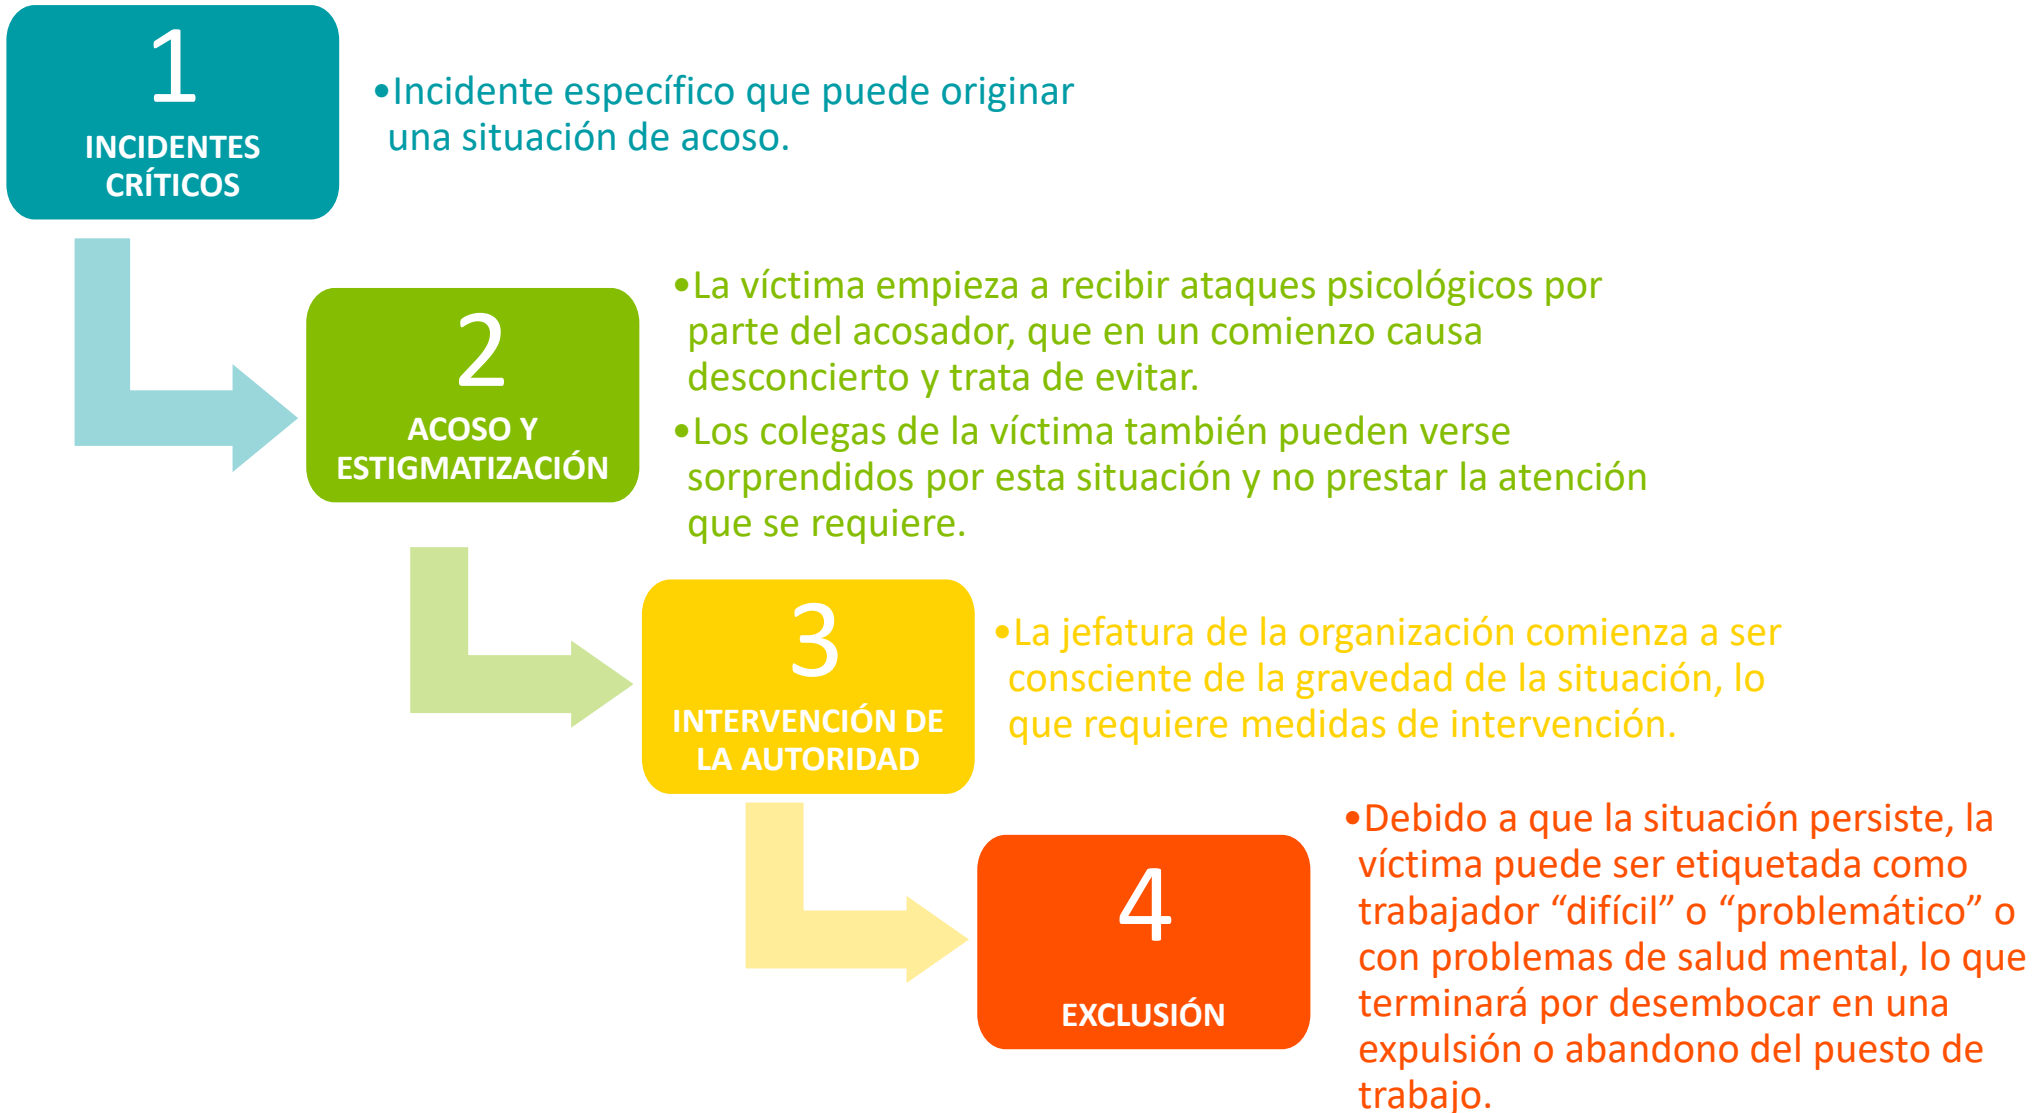 1
INCIDENTES
CRÍTICOS
•Incidente específico que puede originar
una situación de acoso.
2
ACOSO Y
ESTIGMATIZACIÓN
•La víctima empieza a recibir ataques psicológicos por
parte del acosador, que en un comienzo causa
desconcierto y trata de evitar.
•Los colegas de la víctima también pueden verse
sorprendidos por esta situación y no prestar la atención
que se requiere.
3
INTERVENCIÓN DE
LA AUTORIDAD
•La jefatura de la organización comienza a ser
consciente de la gravedad de la situación, lo
que requiere medidas de intervención.
4
EXCLUSIÓN
•Debido a que la situación persiste, la
víctima puede ser etiquetada como
trabajador “difícil” o “problemático” o
con problemas de salud mental, lo que
terminará por desembocar en una
expulsión o abandono del puesto de
trabajo.